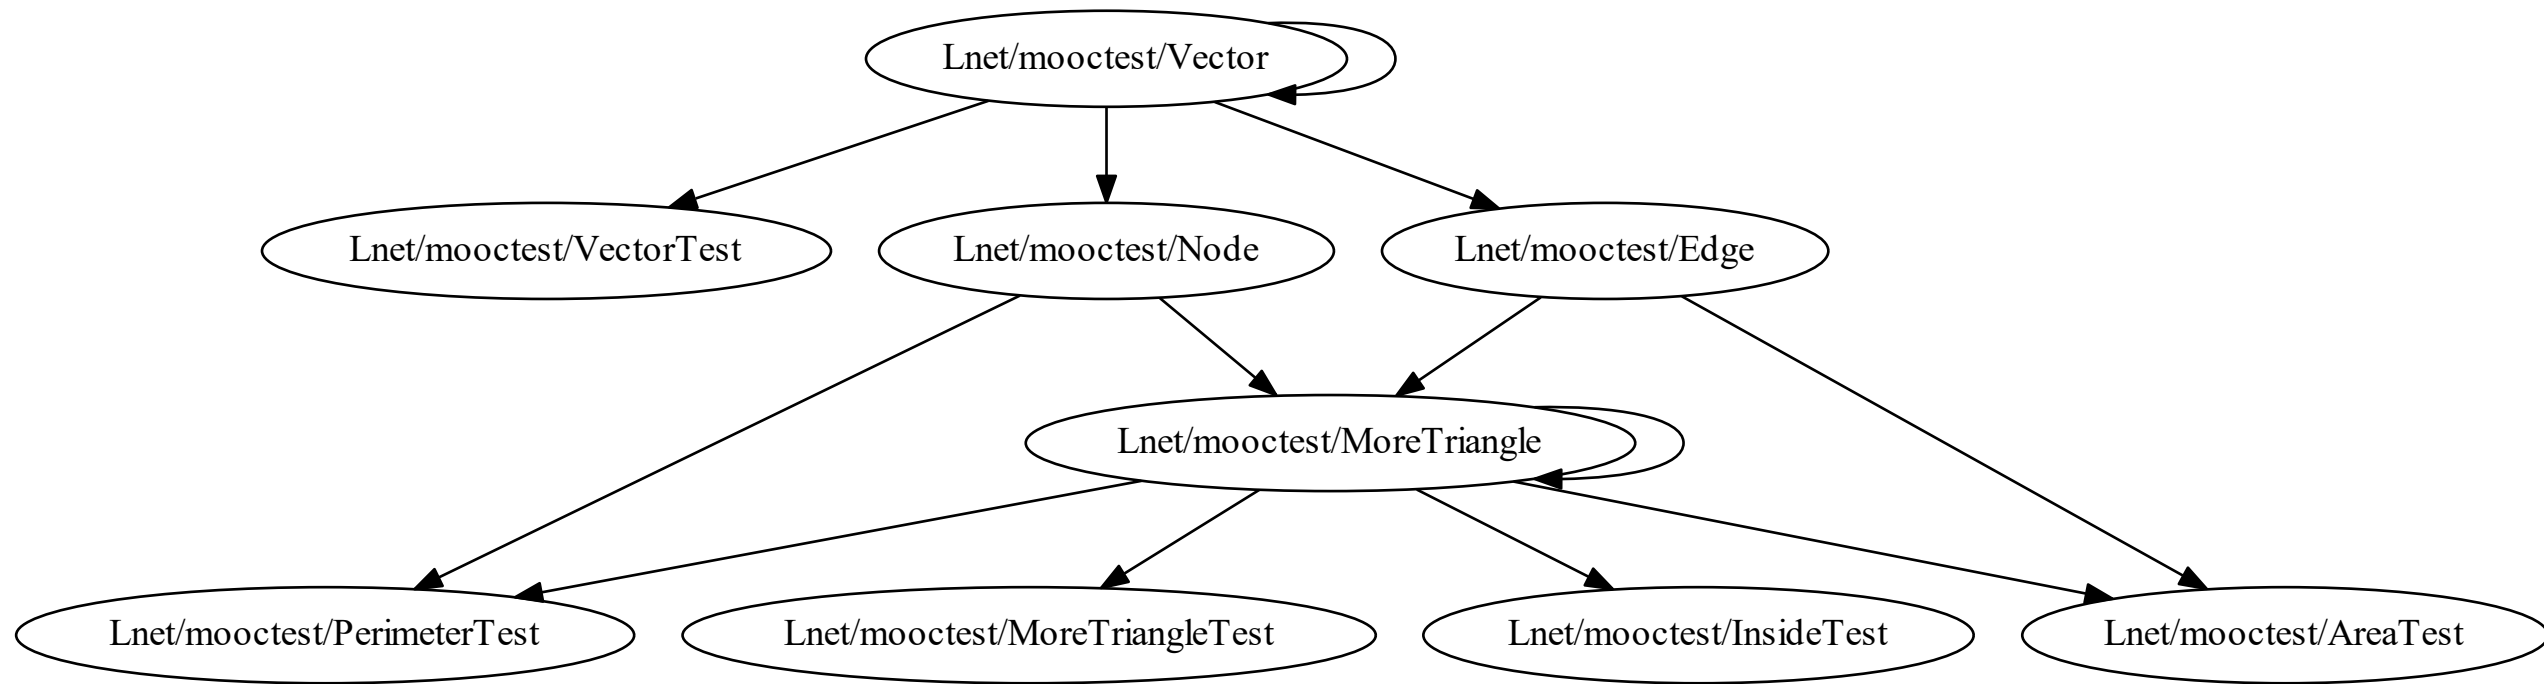 Lnet/mooctest/Vector
Lnet/mooctest/VectorTest
Lnet/mooctest/Node
Lnet/mooctest/Edge
Lnet/mooctest/MoreTriangle
Lnet/mooctest/PerimeterTest
Lnet/mooctest/MoreTriangleTest
Lnet/mooctest/InsideTest
Lnet/mooctest/AreaTest